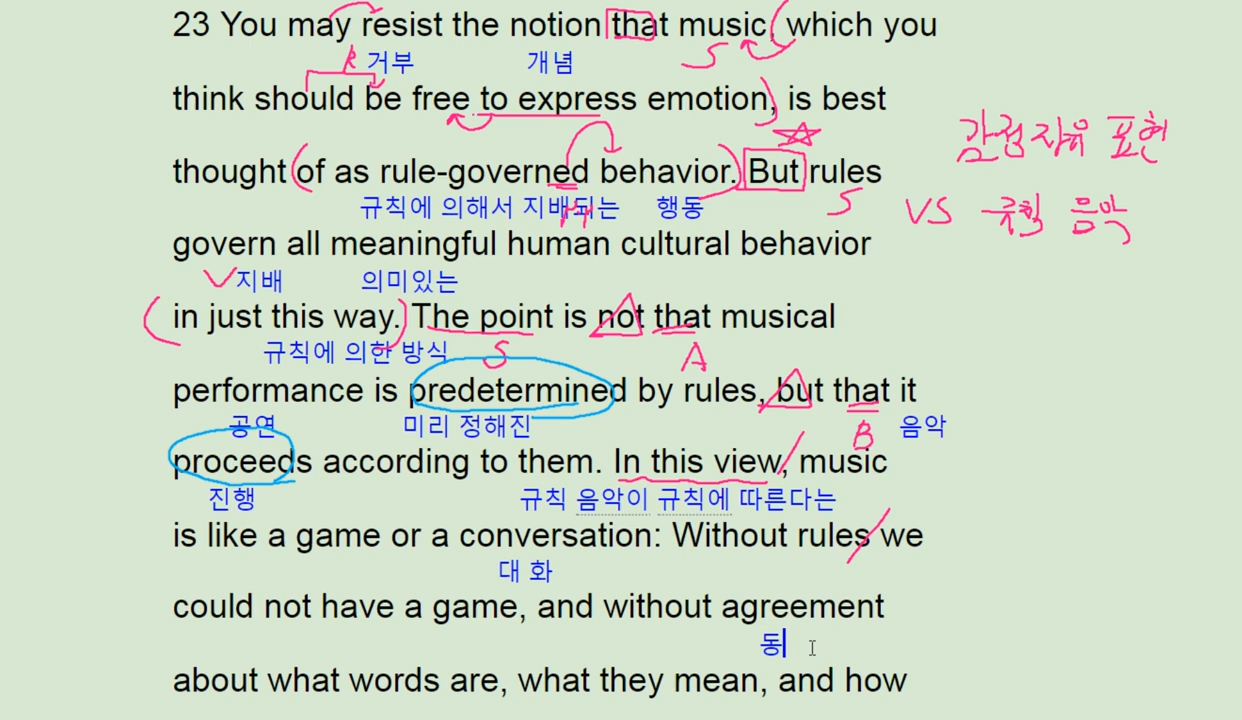 23 You may resist the notion that music, which you
R 거부 개념 S
think should be free to express emotion, is best
감정자유 표현
thought of as rule-governed behavior. But rules
규칙에 의해서 지배되는 행동 S
VS 규칙 음악
govern all meaningful human cultural behavior
V 지배 의미있는
in just this way. The point is not that musical
규칙에 의한 방식 S A
performance is predetermined by rules, but that it
공연 미리 정해진 B 음악
proceeds according to them. In this view, music
진행 규칙 음악이 규칙에 따른다는
is like a game or a conversation: Without rules we
대 화
could not have a game, and without agreement
동
about what words are, what they mean, and how